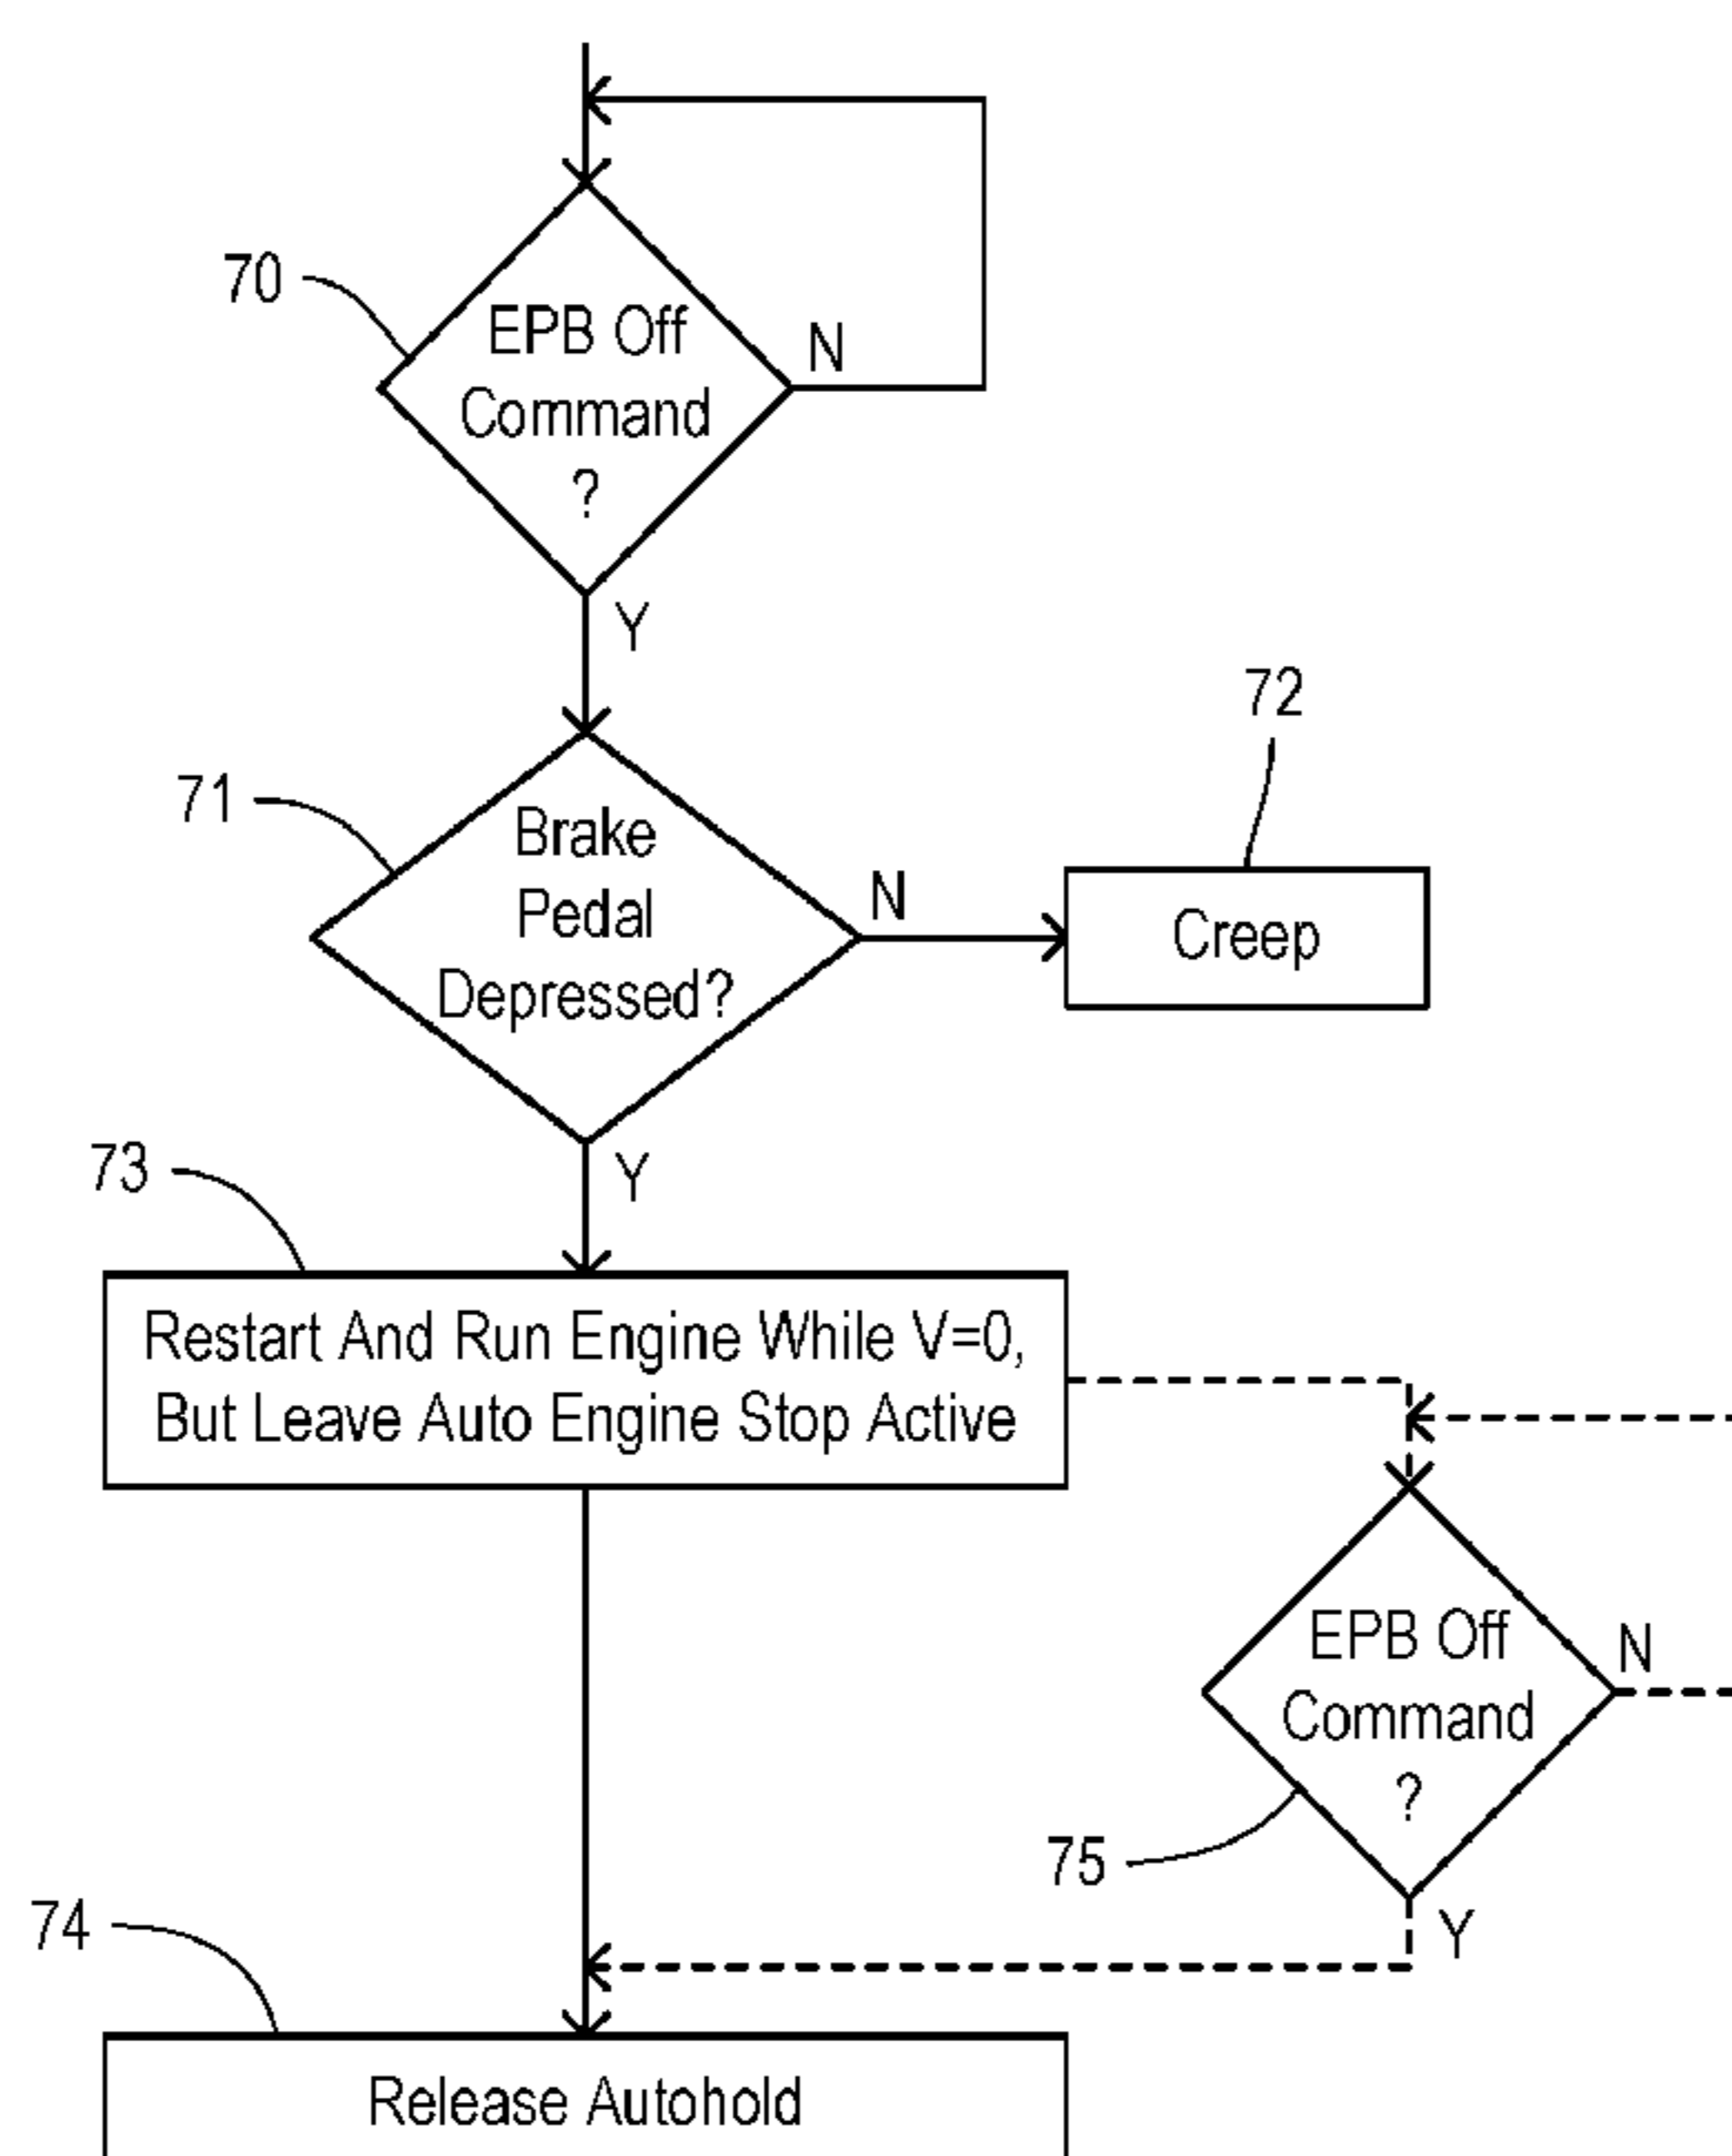 70
EPB Off
Command
?
N
Y
72
71
Brake
Pedal
Depressed?
N
Creep
73
Y
Restart And Run Engine While V=0,
But Leave Auto Engine Stop Active
EPB Off
Command
?
N
75
Y
74
Release Autohold